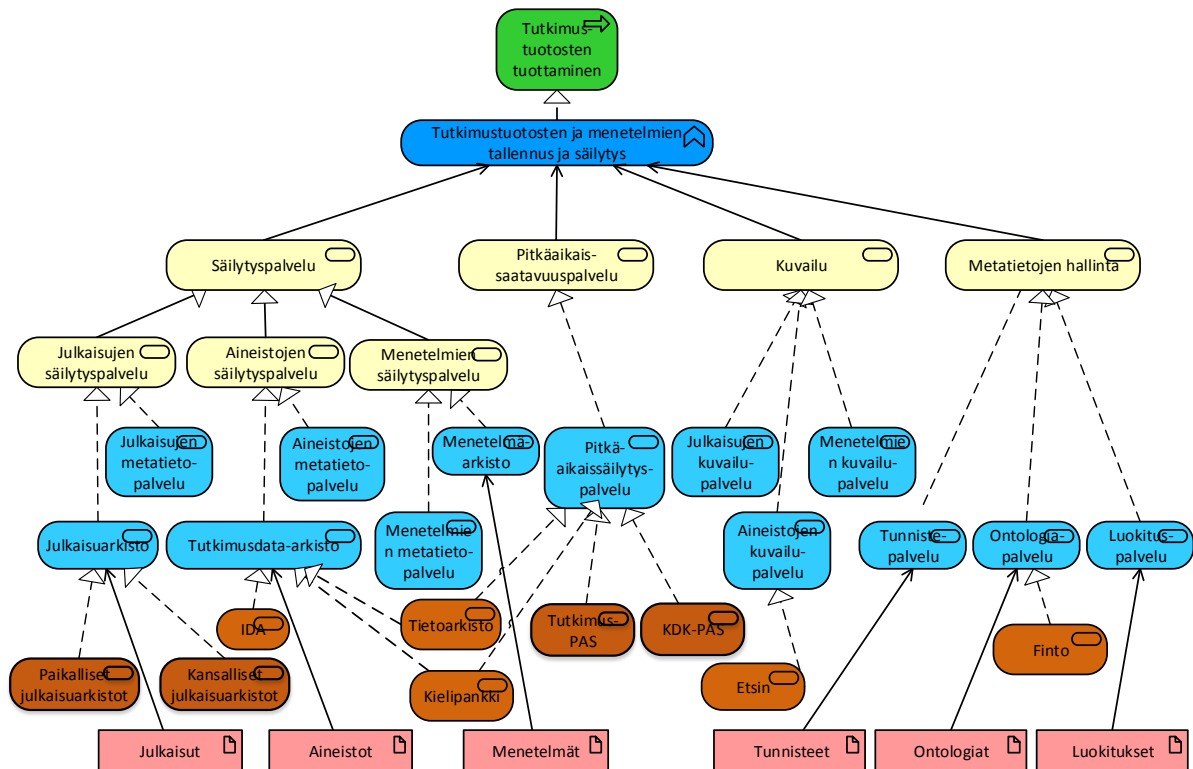 Tutkimus-
tuotosten
tuottaminen
Tutkimustuotosten ja menetelmien
tallennus ja säilytys
Säilytyspalvelu
Pitkäaikais-
saatavuuspalvelu
Kuvailu
Metatietojen hallinta
Julkaisujen
säilytyspalvelu
Aineistojen
säilytyspalvelu
Menetelmien
säilytyspalvelu
Julkaisujen
metatieto-
palvelu
Aineistojen
metatieto-
palvelu
Menetelmä-
arkisto
Pitkä-
aikaissäilytys-
palvelu
Julkaisujen
kuvailu-
palvelu
Menetelmie
n kuvailu-
palvelu
Julkaisuarkisto
Tutkimusdata-arkisto
Menetelmie
n metatieto-
palvelu
Aineistojen
kuvailu-
palvelu
Tunniste-
palvelu
Ontologia-
palvelu
Luokitus-
palvelu
IDA
Tietoarkisto
Tutkimus-
PAS
KDK-PAS
Finto
Paikalliset
julkaisuarkistot
Kansalliset
julkaisuarkistot
Kielipankki
Etsin
Julkaisut
Aineistot
Menetelmät
Tunnisteet
Ontologiat
Luokitukset